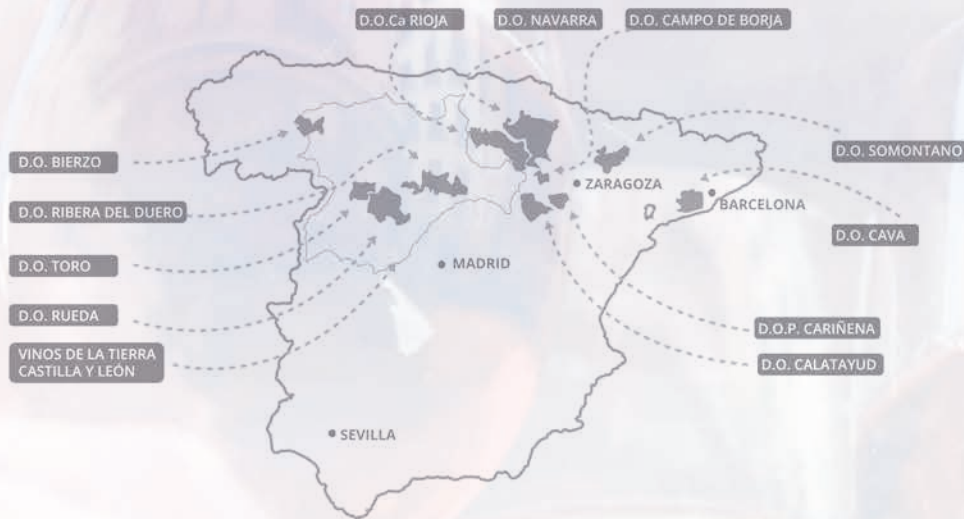 D.O.Ca RIOJA
D.O. NAVARRA
D.O. CAMPO DE BORJA
D.O. BIERZO
D.O. SOMONTANO
ZARAGOZA
BARCELONA
D.O. RIBERA DEL DUERO
D.O. CAVA
D.O. TORO
MADRID
D.O. RUEDA
D.O.P. CARIÑENA
VINOS DE LA TIERRA
CASTILLA Y LEÓN
D.O. CALATAYUD
SEVILLA